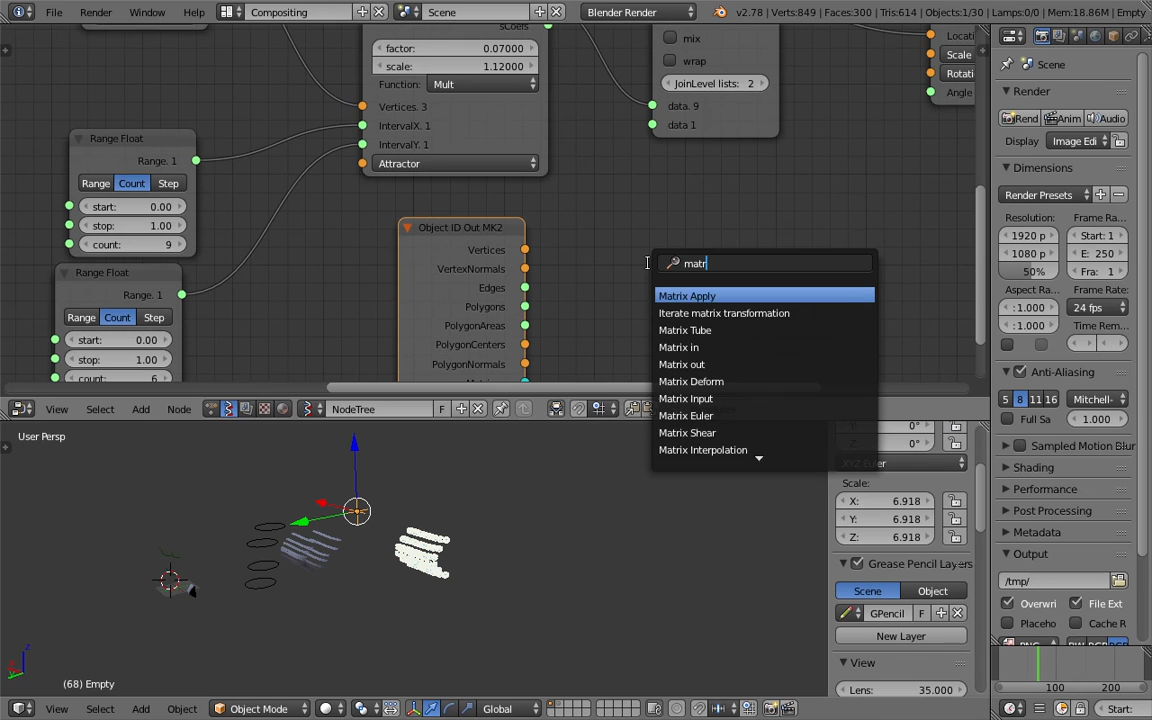 File Render Window Help Compositing Scene Blender Render v2.78 | Verts:849 | Faces:300 | Tris:614 | Objects:1/30 | Lamps:0/0 | Mem:18.86M | Empty
sCoefs
factor: 0.07000
scale: 1.12000
Function: Mult
Vertices. 3
IntervalX. 1
IntervalY. 1
Attractor
mix
wrap
JoinLevel lists: 2
data. 9
data 1
Locati
Scale
Rotati
Angle
Range Float
Range. 1
Range Count Step
start: 0.00
stop: 1.00
count: 9
Range Float
Range. 1
Range Count Step
start: 0.00
stop: 1.00
count: 6
Object ID Out MK2
Vertices
VertexNormals
Edges
Polygons
PolygonAreas
PolygonCenters
PolygonNormals
matr
Matrix Apply
Iterate matrix transformation
Matrix Tube
Matrix in
Matrix out
Matrix Deform
Matrix Input
Matrix Euler
Matrix Shear
Matrix Interpolation
View Select Add Node NodeTree F
User Persp
(68) Empty
0°
Z 0°
XYZ Euler
Scale:
X: 6.918
Y: 6.918
Z: 6.918
Grease Pencil Layers
Scene Object
GPencil F
New Layer
View
Lens: 35.000
View Select Add Object Object Mode Global
Scene
Render
Rend Anim Audio
Display Image Edi
Dimensions
Render Presets
Resolution: Frame Ra..
1920 p Start: 1
1080 p E: 250
50% Fra: 1
Aspect Ra.. Frame Rate:
:1.000 24 fps
:1.000 Time Rem..
Anti-Aliasing
5 8 11 16 Mitchell-
Full Sa 1.000
Sampled Motion Blur
Shading
Performance
Post Processing
Metadata
Output
/tmp/
Overwri File Ext
Placeho Cache R
100 200
Start: